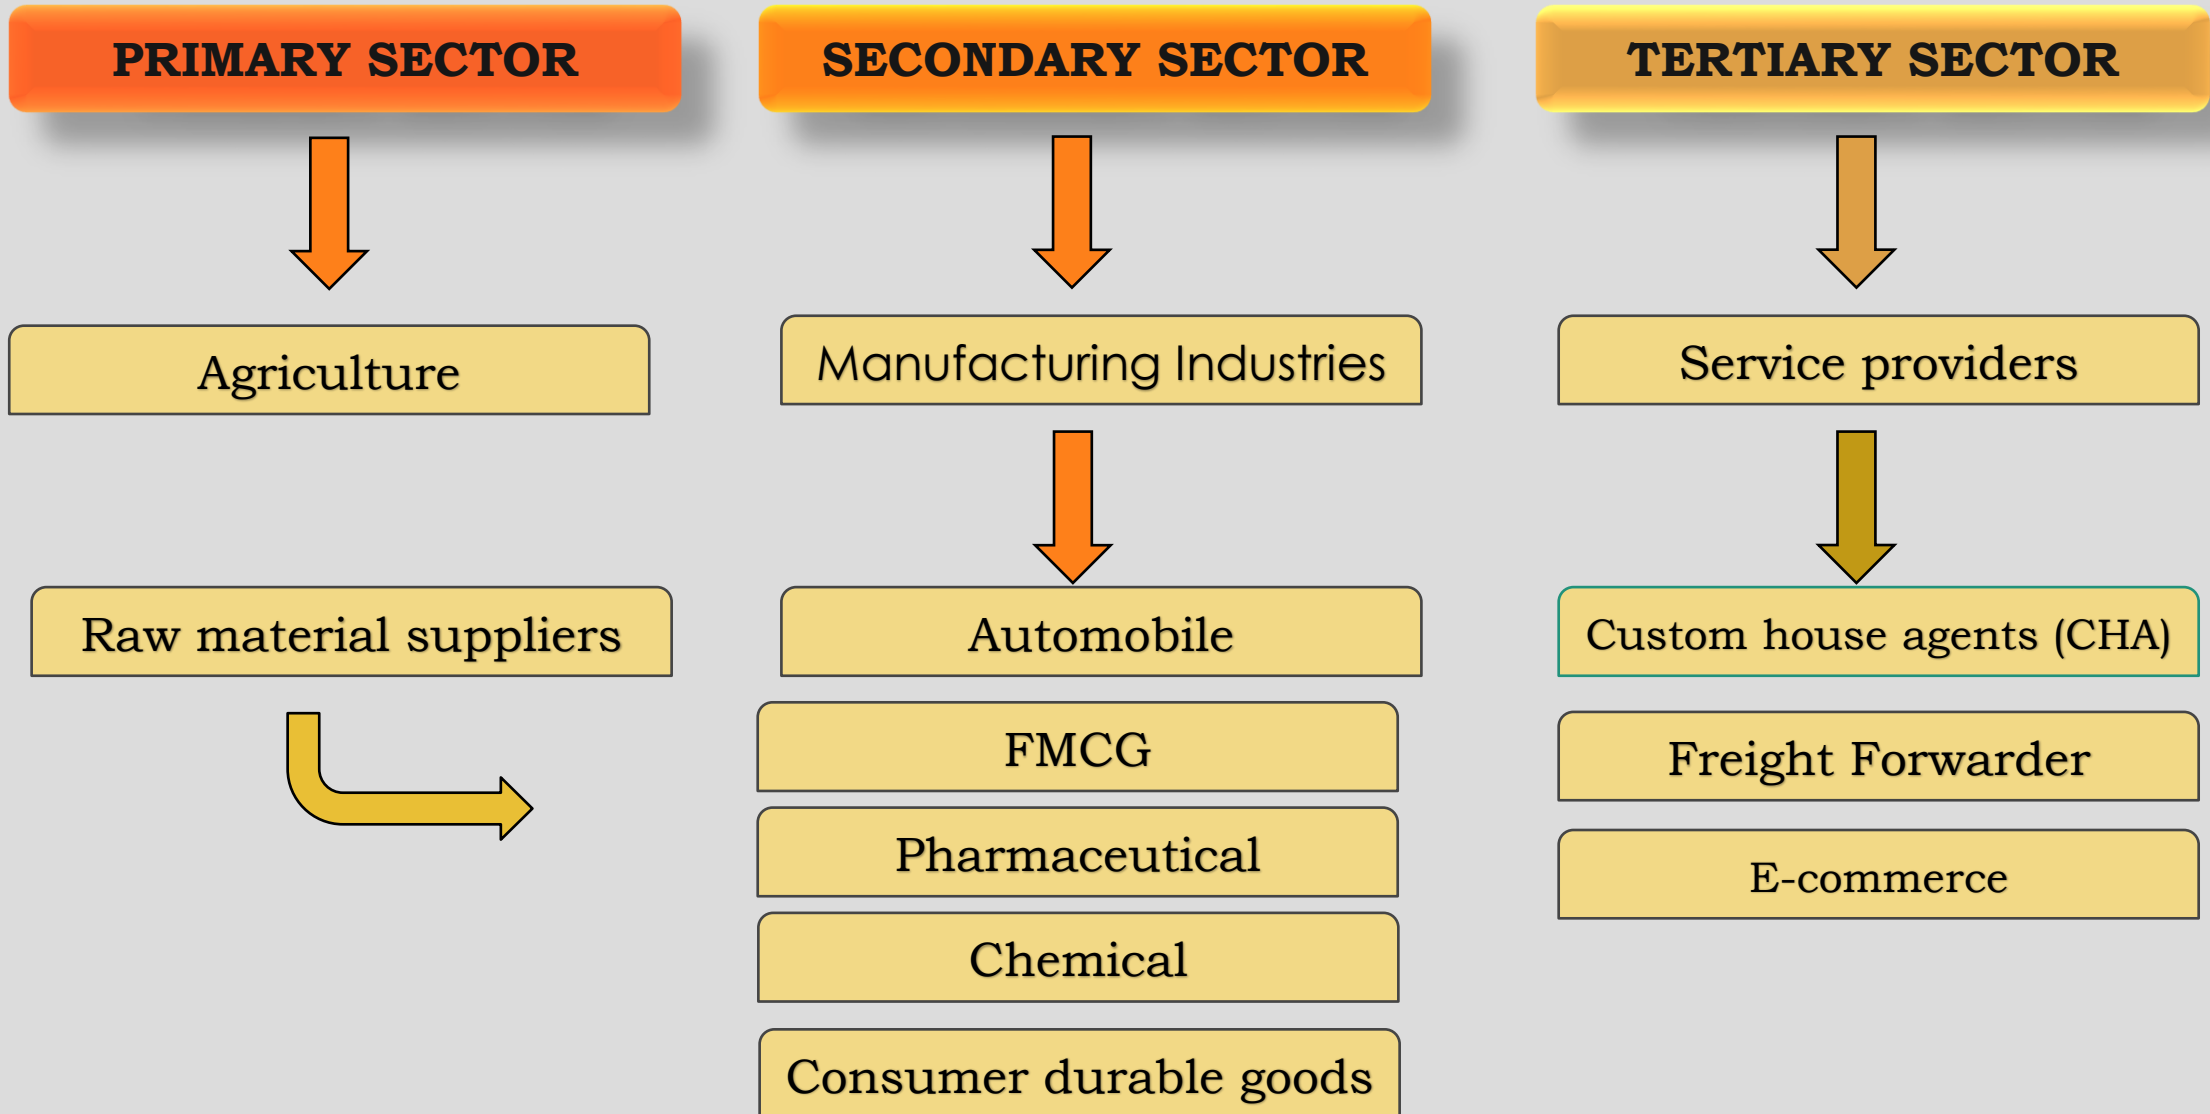 PRIMARY SECTOR
SECONDARY SECTOR
TERTIARY SECTOR
Agriculture
Manufacturing Industries
Service providers
Raw material suppliers
Automobile
Custom house agents (CHA)
FMCG
Freight Forwarder
Pharmaceutical
E-commerce
Chemical
Consumer durable goods